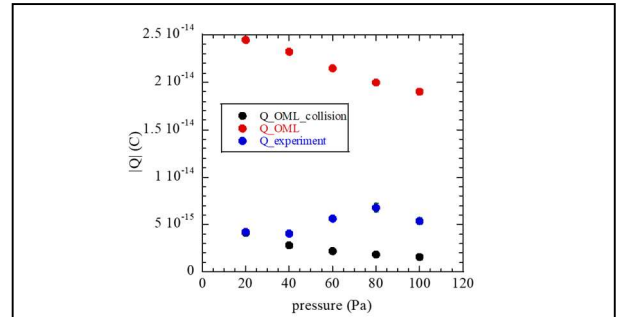 2.5 10-14
2 10-14
1.5 10-14
1 10-14
5 10-15
0
|Q| (C)
Q_OML_collision
Q_OML
Q_experiment
0 20 40 60 80 100 120
pressure (Pa)